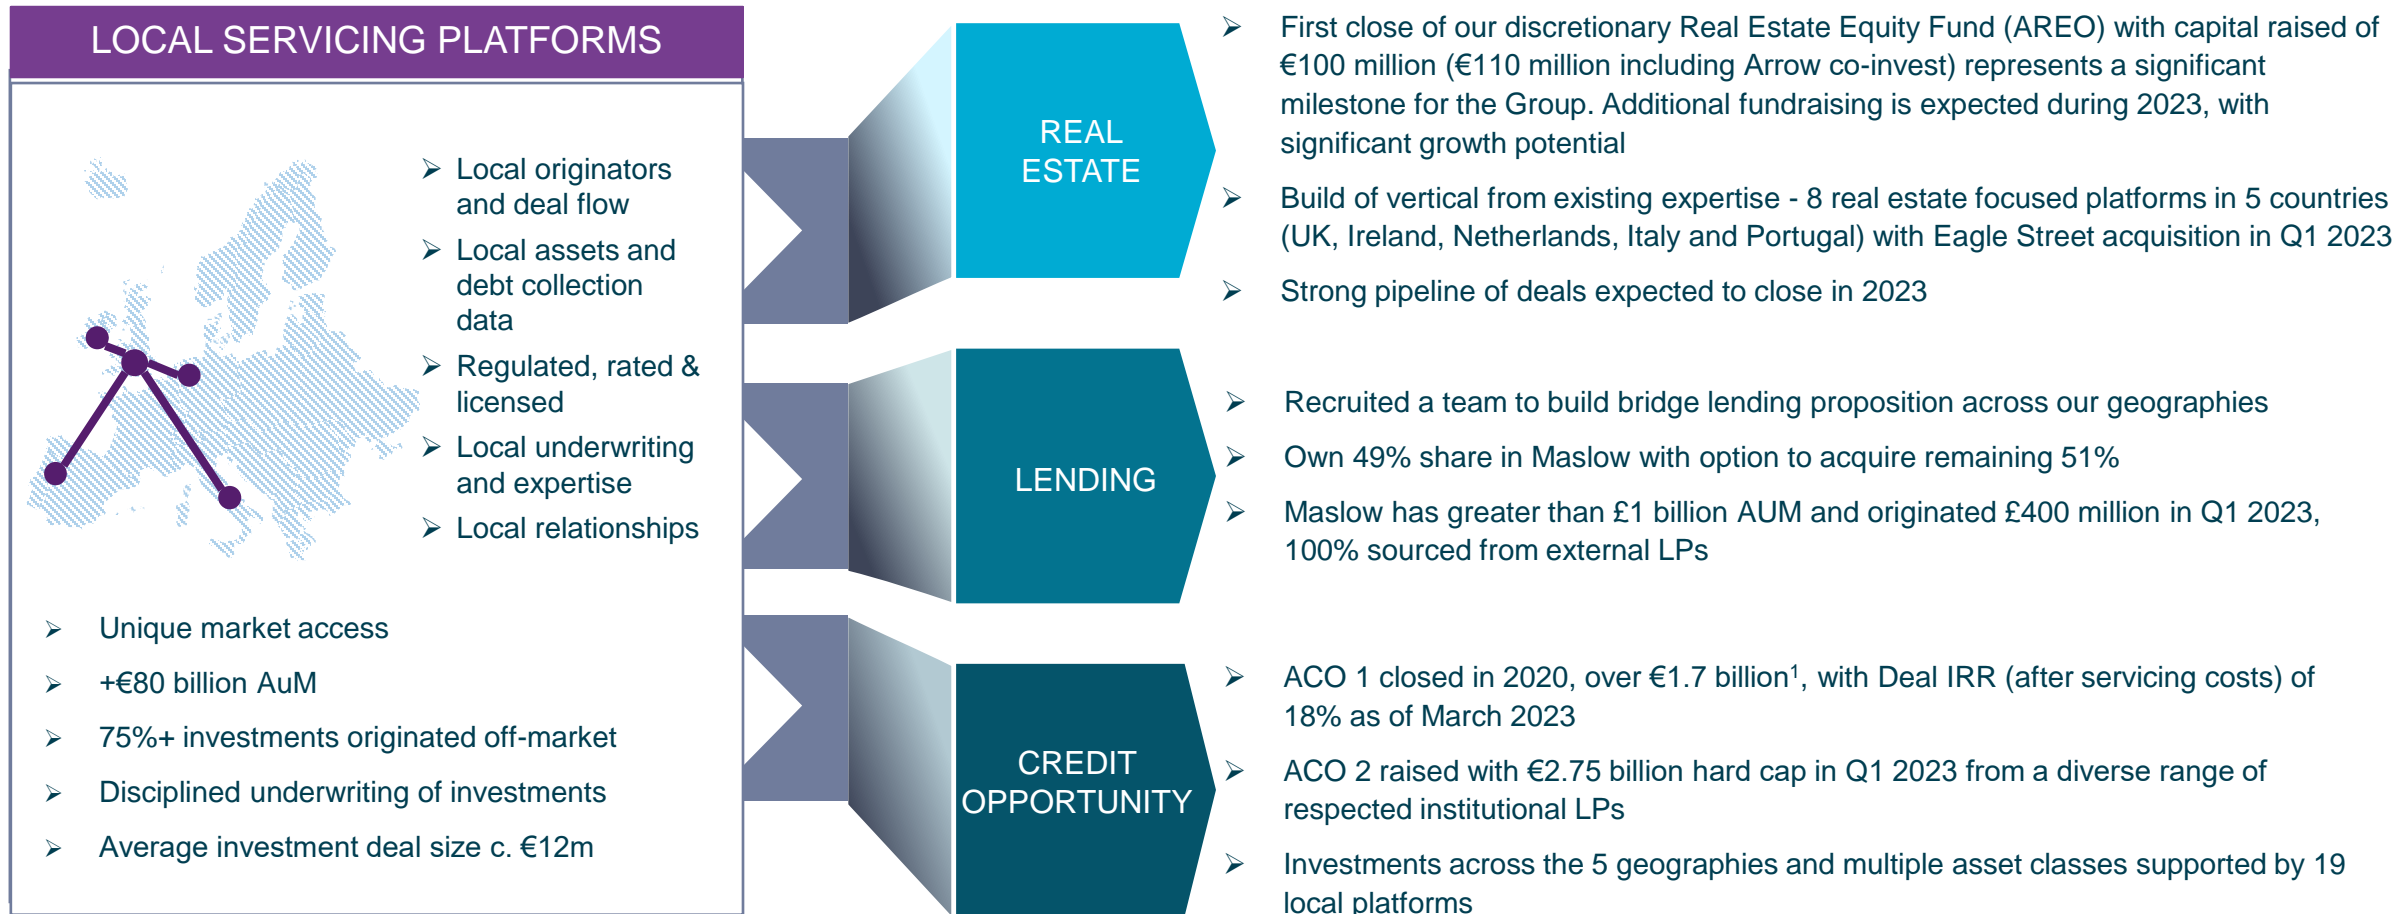 LOCAL SERVICING PLATFORMS
➢ Local originators
and deal flow
➢ Local assets and
debt collection
data
➢ Regulated, rated &
licensed
➢ Local underwriting
and expertise
➢ Local relationships
➢ Unique market access
➢ +€80 billion AuM
➢ 75%+ investments originated off-market
➢ Disciplined underwriting of investments
➢ Average investment deal size c. €12m
REAL
ESTATE
➢ First close of our discretionary Real Estate Equity Fund (AREO) with capital raised of
€100 million (€110 million including Arrow co-invest) represents a significant
milestone for the Group. Additional fundraising is expected during 2023, with
significant growth potential
➢ Build of vertical from existing expertise - 8 real estate focused platforms in 5 countries
(UK, Ireland, Netherlands, Italy and Portugal) with Eagle Street acquisition in Q1 2023
➢ Strong pipeline of deals expected to close in 2023
LENDING
➢ Recruited a team to build bridge lending proposition across our geographies
➢ Own 49% share in Maslow with option to acquire remaining 51%
➢ Maslow has greater than £1 billion AUM and originated £400 million in Q1 2023,
100% sourced from external LPs
CREDIT
OPPORTUNITY
➢ ACO 1 closed in 2020, over €1.7 billion¹, with Deal IRR (after servicing costs) of
18% as of March 2023
➢ ACO 2 raised with €2.75 billion hard cap in Q1 2023 from a diverse range of
respected institutional LPs
➢ Investments across the 5 geographies and multiple asset classes supported by 19
local platforms